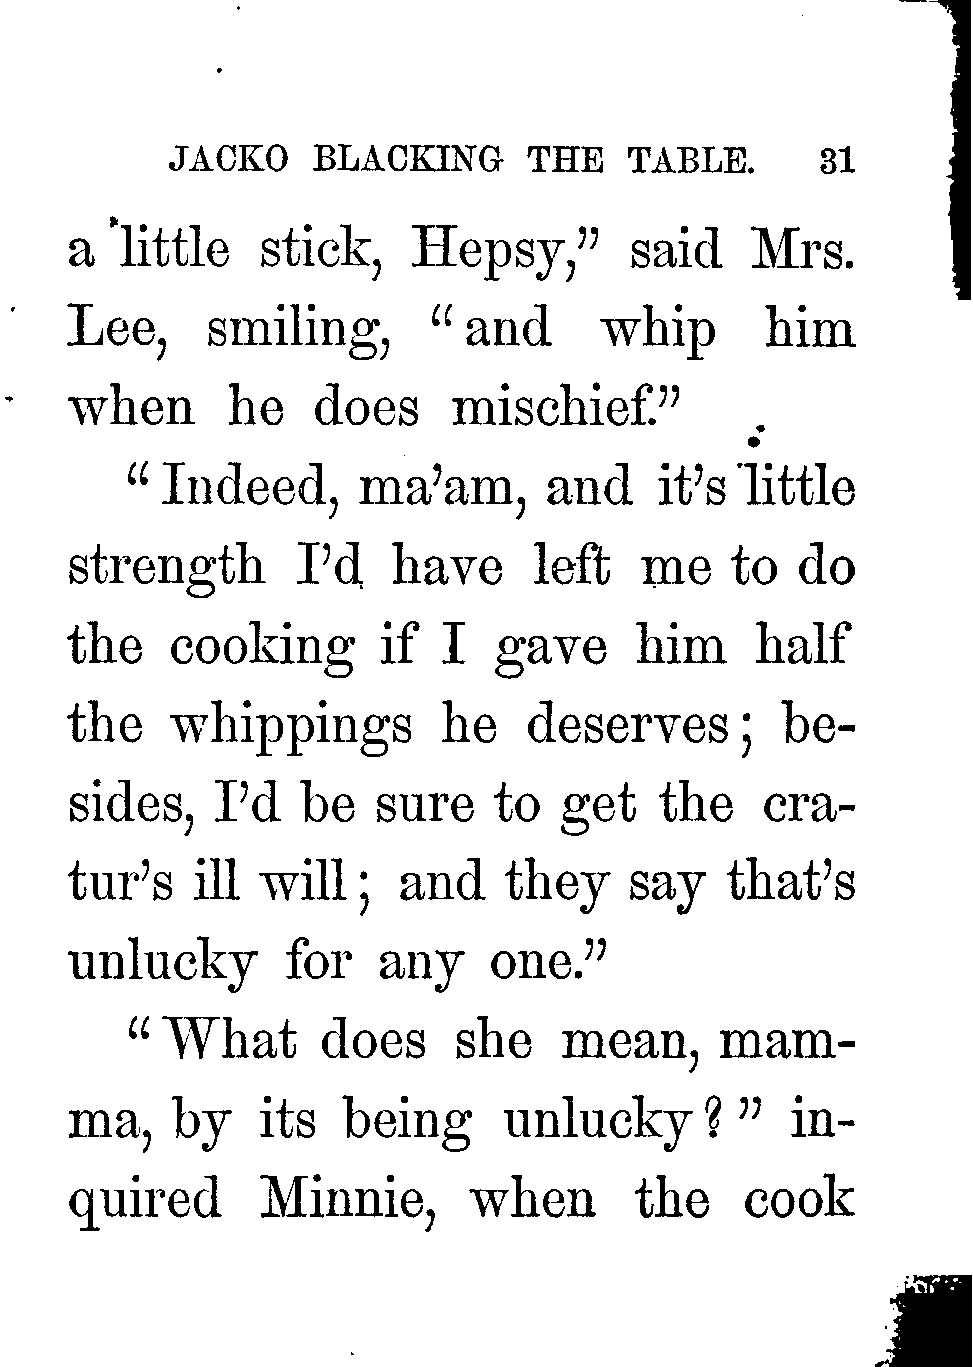 JACKO BLACKING THE TABLE. 31
a little stick, Hepsy,” said Mrs.
Lee, smiling, “and whip him
when he does mischief.”
“Indeed, ma’am, and it’s little
strength I’d have left me to do
the cooking if I gave him half
the whippings he deserves; be-
sides, I’d be sure to get the cra-
tur’s ill will; and they say that’s
unlucky for any one.”
“What does she mean, mam-
ma, by its being unlucky?” in-
quired Minnie, when the cook